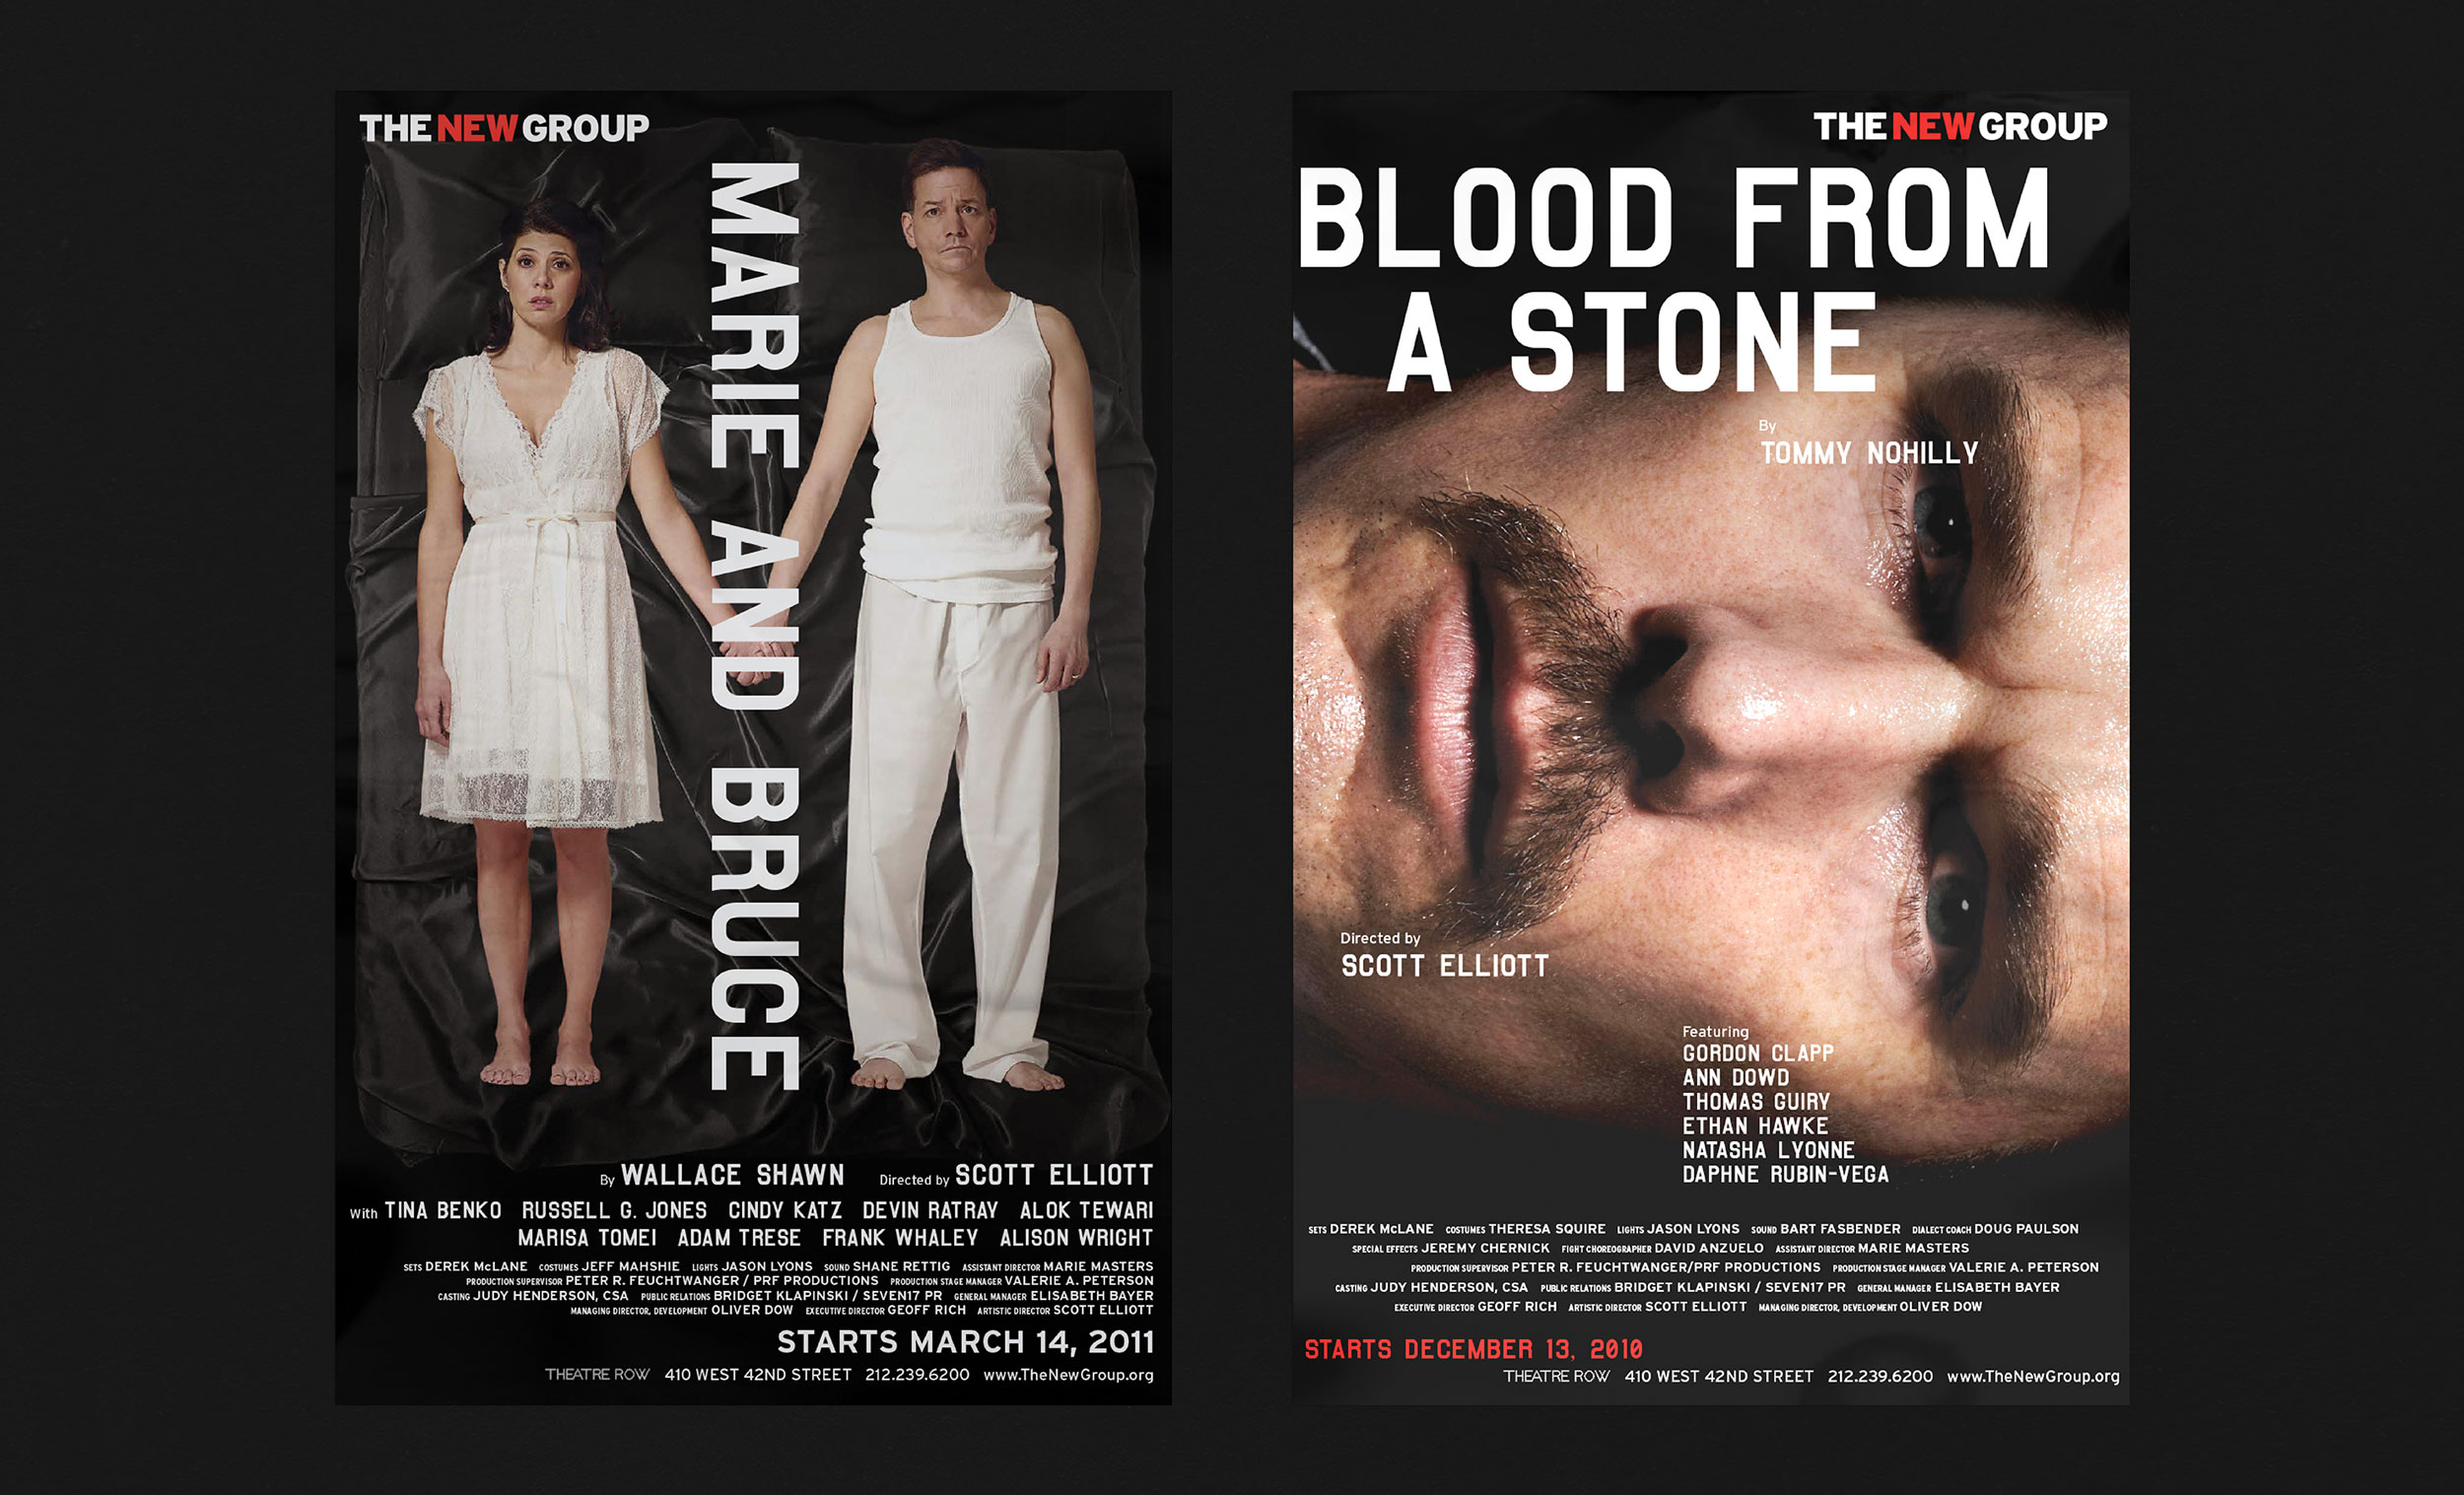 THE NEW GROUP
MARIE AND BRUCE
By WALLACE SHAWN Directed by SCOTT ELLIOTT
With TINA BENKO RUSSELL G. JONES CINDY KATZ DEVIN RATRAY ALOK TEWARI
MARISA TOMEI ADAM TRESE FRANK WHALEY ALISON WRIGHT
SETS DEREK McLANE COSTUMES JEFF MAHSHIE LIGHTS JASON LYONS SOUND SHANE RETTIG ASSISTANT DIRECTOR MARIE MASTERS
PRODUCTION SUPERVISOR PETER R. FEUCHTWANGER / PRF PRODUCTIONS PRODUCTION STAGE MANAGER VALERIE A. PETERSON
CASTING JUDY HENDERSON, CSA PUBLIC RELATIONS BRIDGET KLAPINSKI / SEVEN17 PR GENERAL MANAGER ELISABETH BAYER
MANAGING DIRECTOR, DEVELOPMENT OLIVER DOW EXECUTIVE DIRECTOR GEOFF RICH ARTISTIC DIRECTOR SCOTT ELLIOTT
STARTS MARCH 14, 2011
THEATRE ROW 410 WEST 42ND STREET 212.239.6200 www.TheNewGroup.org
THE NEW GROUP
BLOOD FROM
A STONE
By
TOMMY NOHILLY
Directed by
SCOTT ELLIOTT
Featuring
GORDON CLAPP
ANN DOWD
THOMAS GUIRY
ETHAN HAWKE
NATASHA LYONNE
DAPHNE RUBIN-VEGA
SETS DEREK McLANE COSTUMES THERESA SQUIRE LIGHTS JASON LYONS SOUND BART FASBENDER DIALECT COACH DOUG PAULSON
SPECIAL EFFECTS JEREMY CHERNICK FIGHT CHOREOGRAPHER DAVID ANZUELO ASSISTANT DIRECTOR MARIE MASTERS
PRODUCTION SUPERVISOR PETER R. FEUCHTWANGER/PRF PRODUCTIONS PRODUCTION STAGE MANAGER VALERIE A. PETERSON
CASTING JUDY HENDERSON, CSA PUBLIC RELATIONS BRIDGET KLAPINSKI / SEVEN17 PR GENERAL MANAGER ELISABETH BAYER
EXECUTIVE DIRECTOR GEOFF RICH ARTISTIC DIRECTOR SCOTT ELLIOTT MANAGING DIRECTOR, DEVELOPMENT OLIVER DOW
STARTS DECEMBER 13, 2010
THEATRE ROW 410 WEST 42ND STREET 212.239.6200 www.TheNewGroup.org